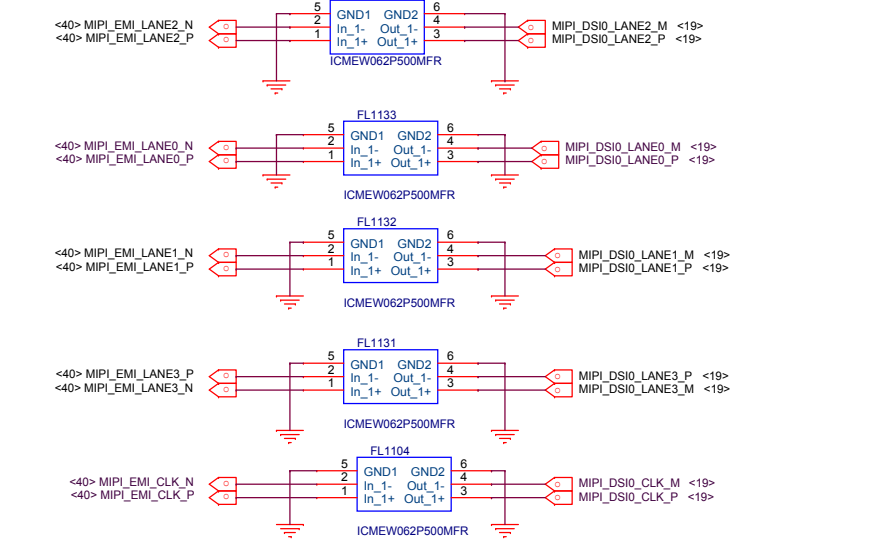 5 GND1 GND2 6
<40> MIPI_EMI_LANE2_N 2 In_1- Out_1- 4 MIPI_DSI0_LANE2_M <19>
<40> MIPI_EMI_LANE2_P 1 In_1+ Out_1+ 3 MIPI_DSI0_LANE2_P <19>
ICMEW062P500MFR
FL1133
5 GND1 GND2 6
<40> MIPI_EMI_LANE0_N 2 In_1- Out_1- 4 MIPI_DSI0_LANE0_M <19>
<40> MIPI_EMI_LANE0_P 1 In_1+ Out_1+ 3 MIPI_DSI0_LANE0_P <19>
ICMEW062P500MFR
FL1132
5 GND1 GND2 6
<40> MIPI_EMI_LANE1_N 2 In_1- Out_1- 4 MIPI_DSI0_LANE1_M <19>
<40> MIPI_EMI_LANE1_P 1 In_1+ Out_1+ 3 MIPI_DSI0_LANE1_P <19>
ICMEW062P500MFR
FL1131
5 GND1 GND2 6
<40> MIPI_EMI_LANE3_P 2 In_1- Out_1- 4 MIPI_DSI0_LANE3_P <19>
<40> MIPI_EMI_LANE3_N 1 In_1+ Out_1+ 3 MIPI_DSI0_LANE3_M <19>
ICMEW062P500MFR
FL1104
5 GND1 GND2 6
<40> MIPI_EMI_CLK_N 2 In_1- Out_1- 4 MIPI_DSI0_CLK_M <19>
<40> MIPI_EMI_CLK_P 1 In_1+ Out_1+ 3 MIPI_DSI0_CLK_P <19>
ICMEW062P500MFR